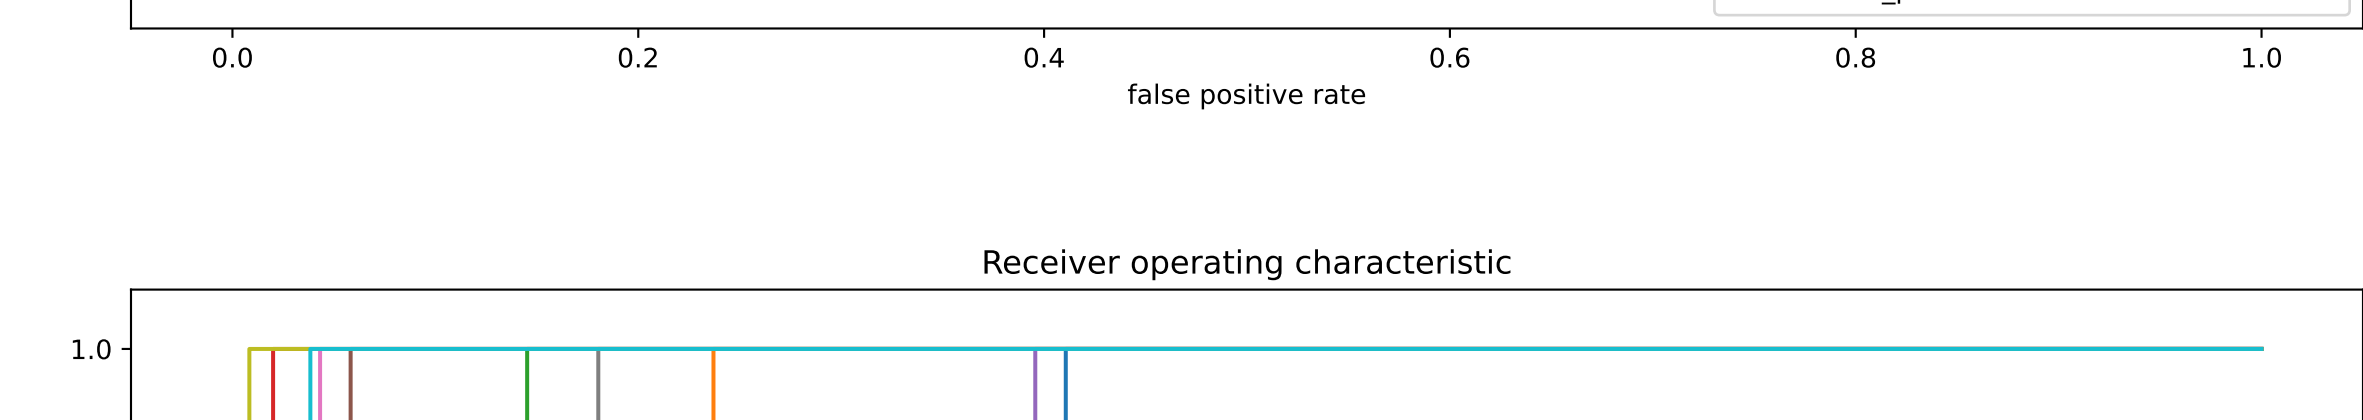 0.0 0.2 0.4 0.6 0.8 1.0
false positive rate
Receiver operating characteristic
1.0